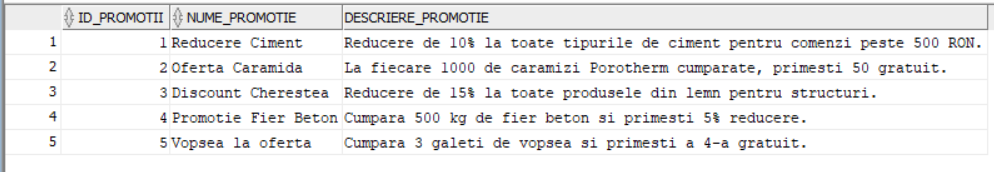 ID_PROMOTII NUME_PROMOTIE DESCRIERE_PROMOTIE
1 1 Reducere Ciment Reducere de 10% la toate tipurile de ciment pentru comenzi peste 500 RON.
2 2 Oferta Caramida La fiecare 1000 de caramizi Porotherm cumparate, primesti 50 gratuit.
3 3 Discount Cherestea Reducere de 15% la toate produsele din lemn pentru structuri.
4 4 Promotie Fier Beton Cumpara 500 kg de fier beton si primesti 5% reducere.
5 5 Vopsea la oferta Cumpara 3 galeti de vopsea si primesti a 4-a gratuit.